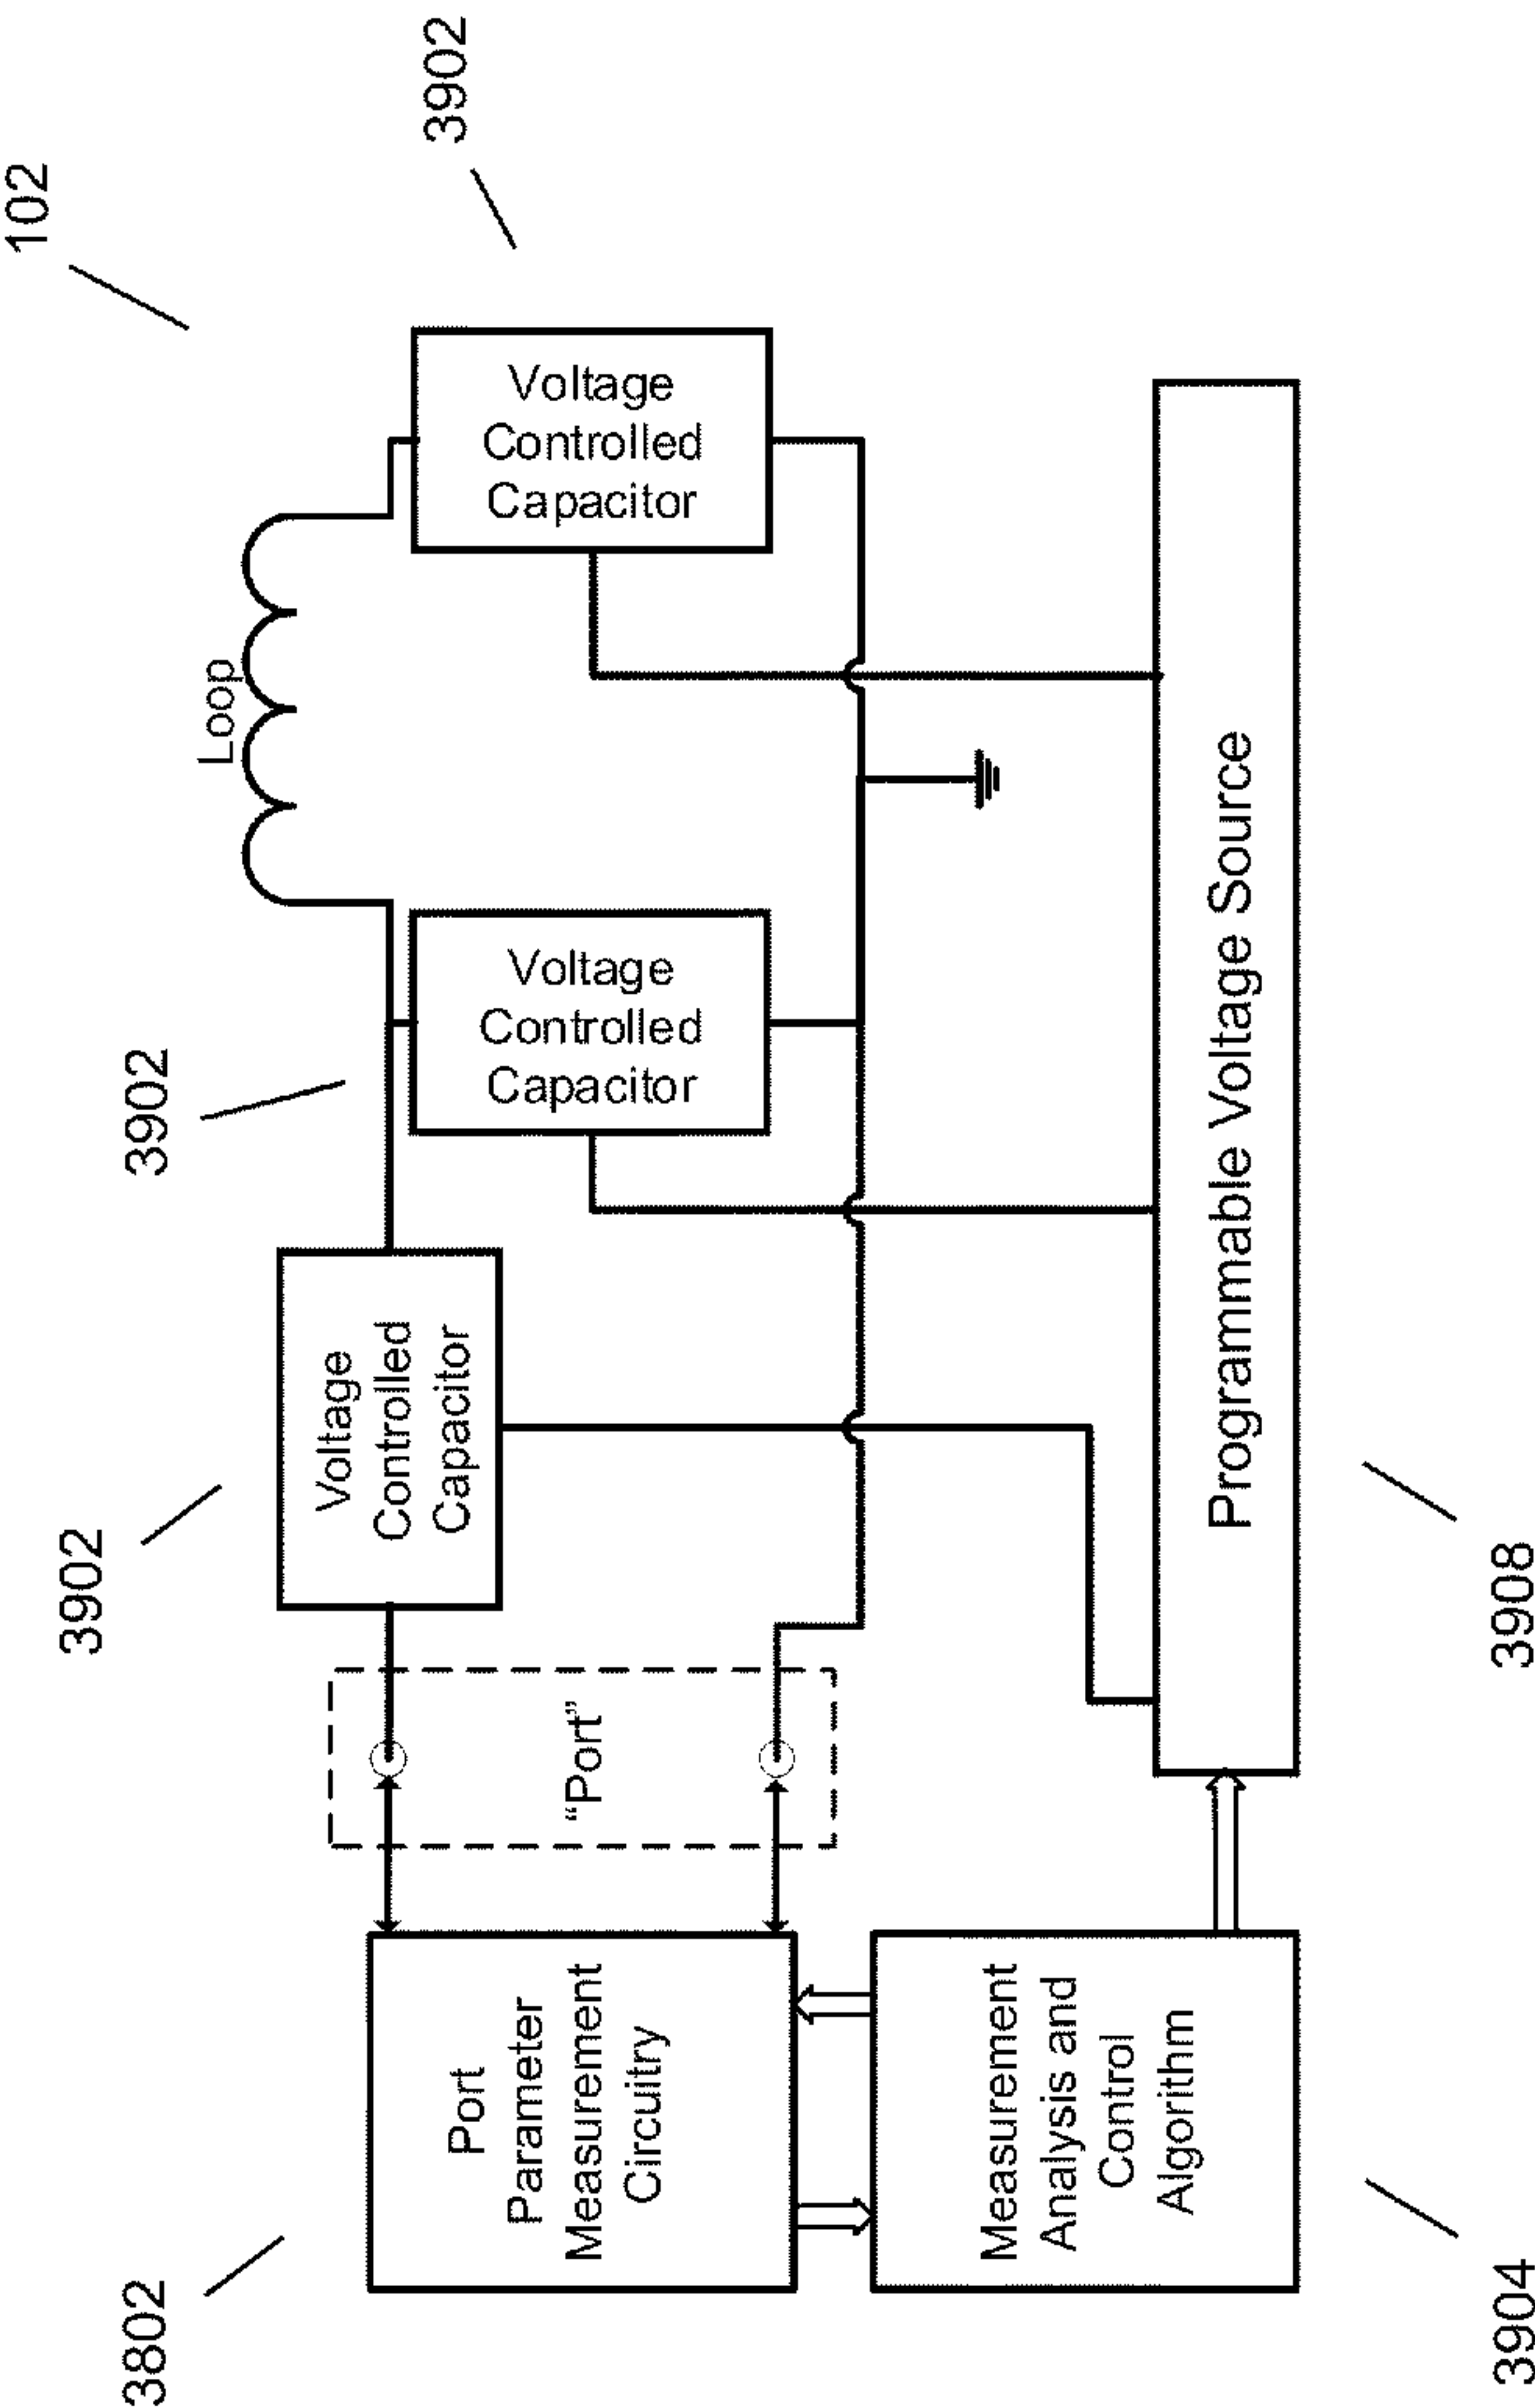 102
3902
Loop
Voltage
Controlled
Capacitor
3902
Voltage
Controlled
Capacitor
3902
Voltage
Controlled
Capacitor
“Port”
3802
Port
Parameter
Measurement
Circuitry
Measurement
Analysis and
Control
Algorithm
3904
Programmable Voltage Source
3908